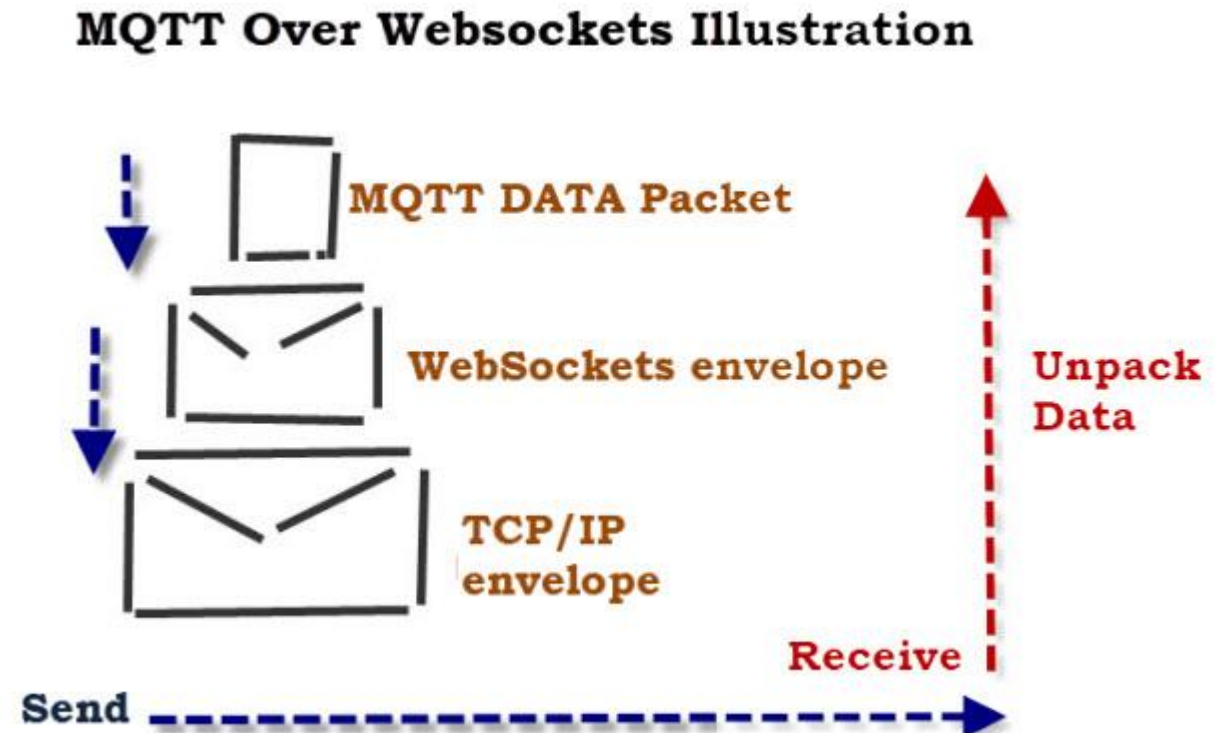 MQTT Over Websockets Illustration
MQTT DATA Packet
WebSockets envelope
Unpack
Data
TCP/IP
envelope
Receive
Send